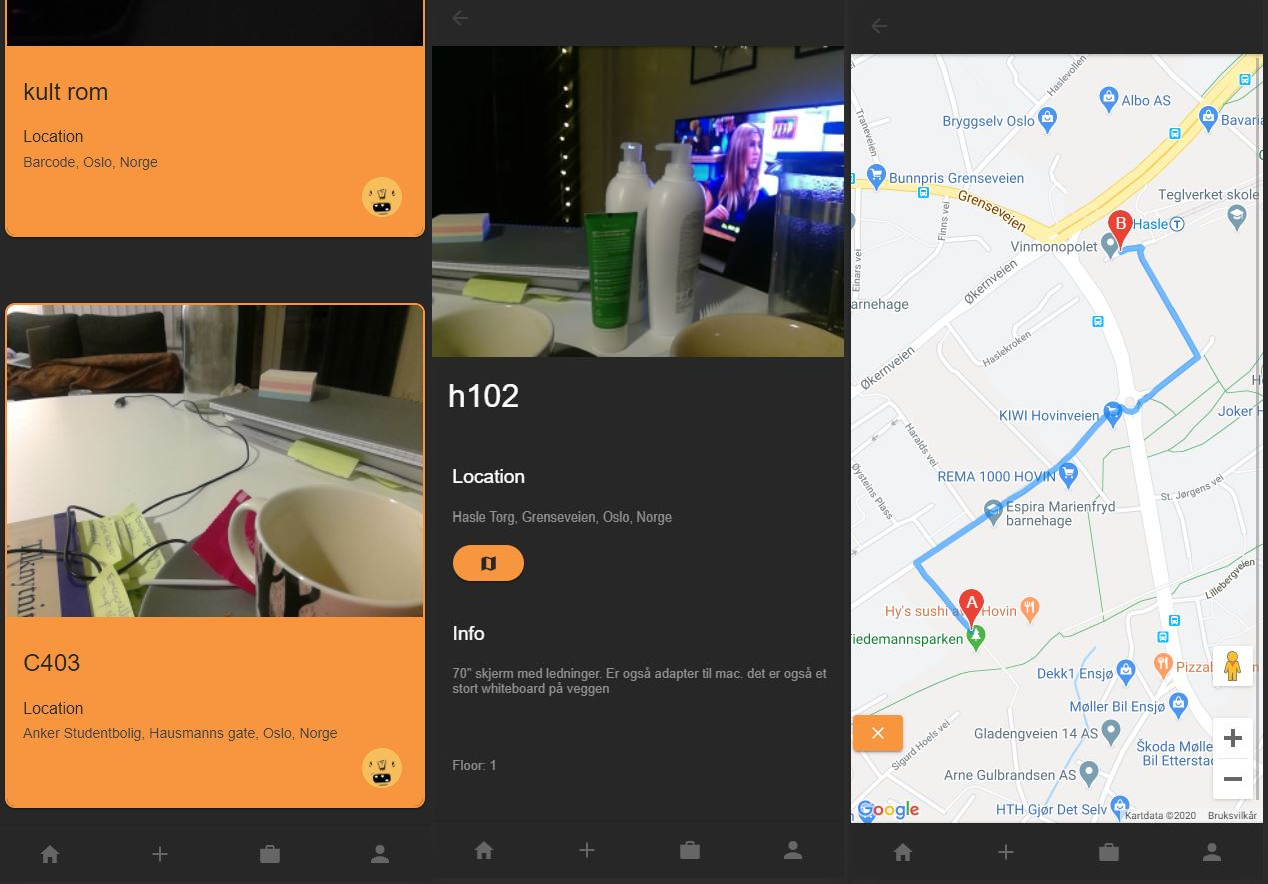 kult rom
Location
Barcode, Oslo, Norge
C403
Location
Anker Studentbolig, Hausmanns gate, Oslo, Norge
h102
Location
Hasle Torg, Grenseveien, Oslo, Norge
Info
70" skjerm med ledninger. Er også adapter til mac. det er også et
stort whiteboard på veggen
Floor: 1
Haslevollen
Albo AS
Bryggselv Oslo
Bavaria
Traneveien
Bunnpris Grenseveien
Grenseveien
Teglverket skole
Finns vei
B
Hasle T
Vinmonopolet
Einars vei
Økernveien
arnehage
Haslekroken
Økernveien
KIWI Hovinveien
Joker H
Haralds vei
Øysteins Plass
REMA 1000 HOVIN
St. Jørgens vei
Espira Marienfryd
barnehage
Lillebergveien
A
Hy's sushi Hovin
iedemannsparken
Dekk1 Ensjø
Pizzab
Møller Bil Ensjø
Gladengveien 14 AS
Sigurd Hoels vei
Škoda Mølle
Bil Etterstad
Arne Gulbrandsen AS
HTH Gjør Det Selv
Google
Kartdata ©2020 Bruksvilkår